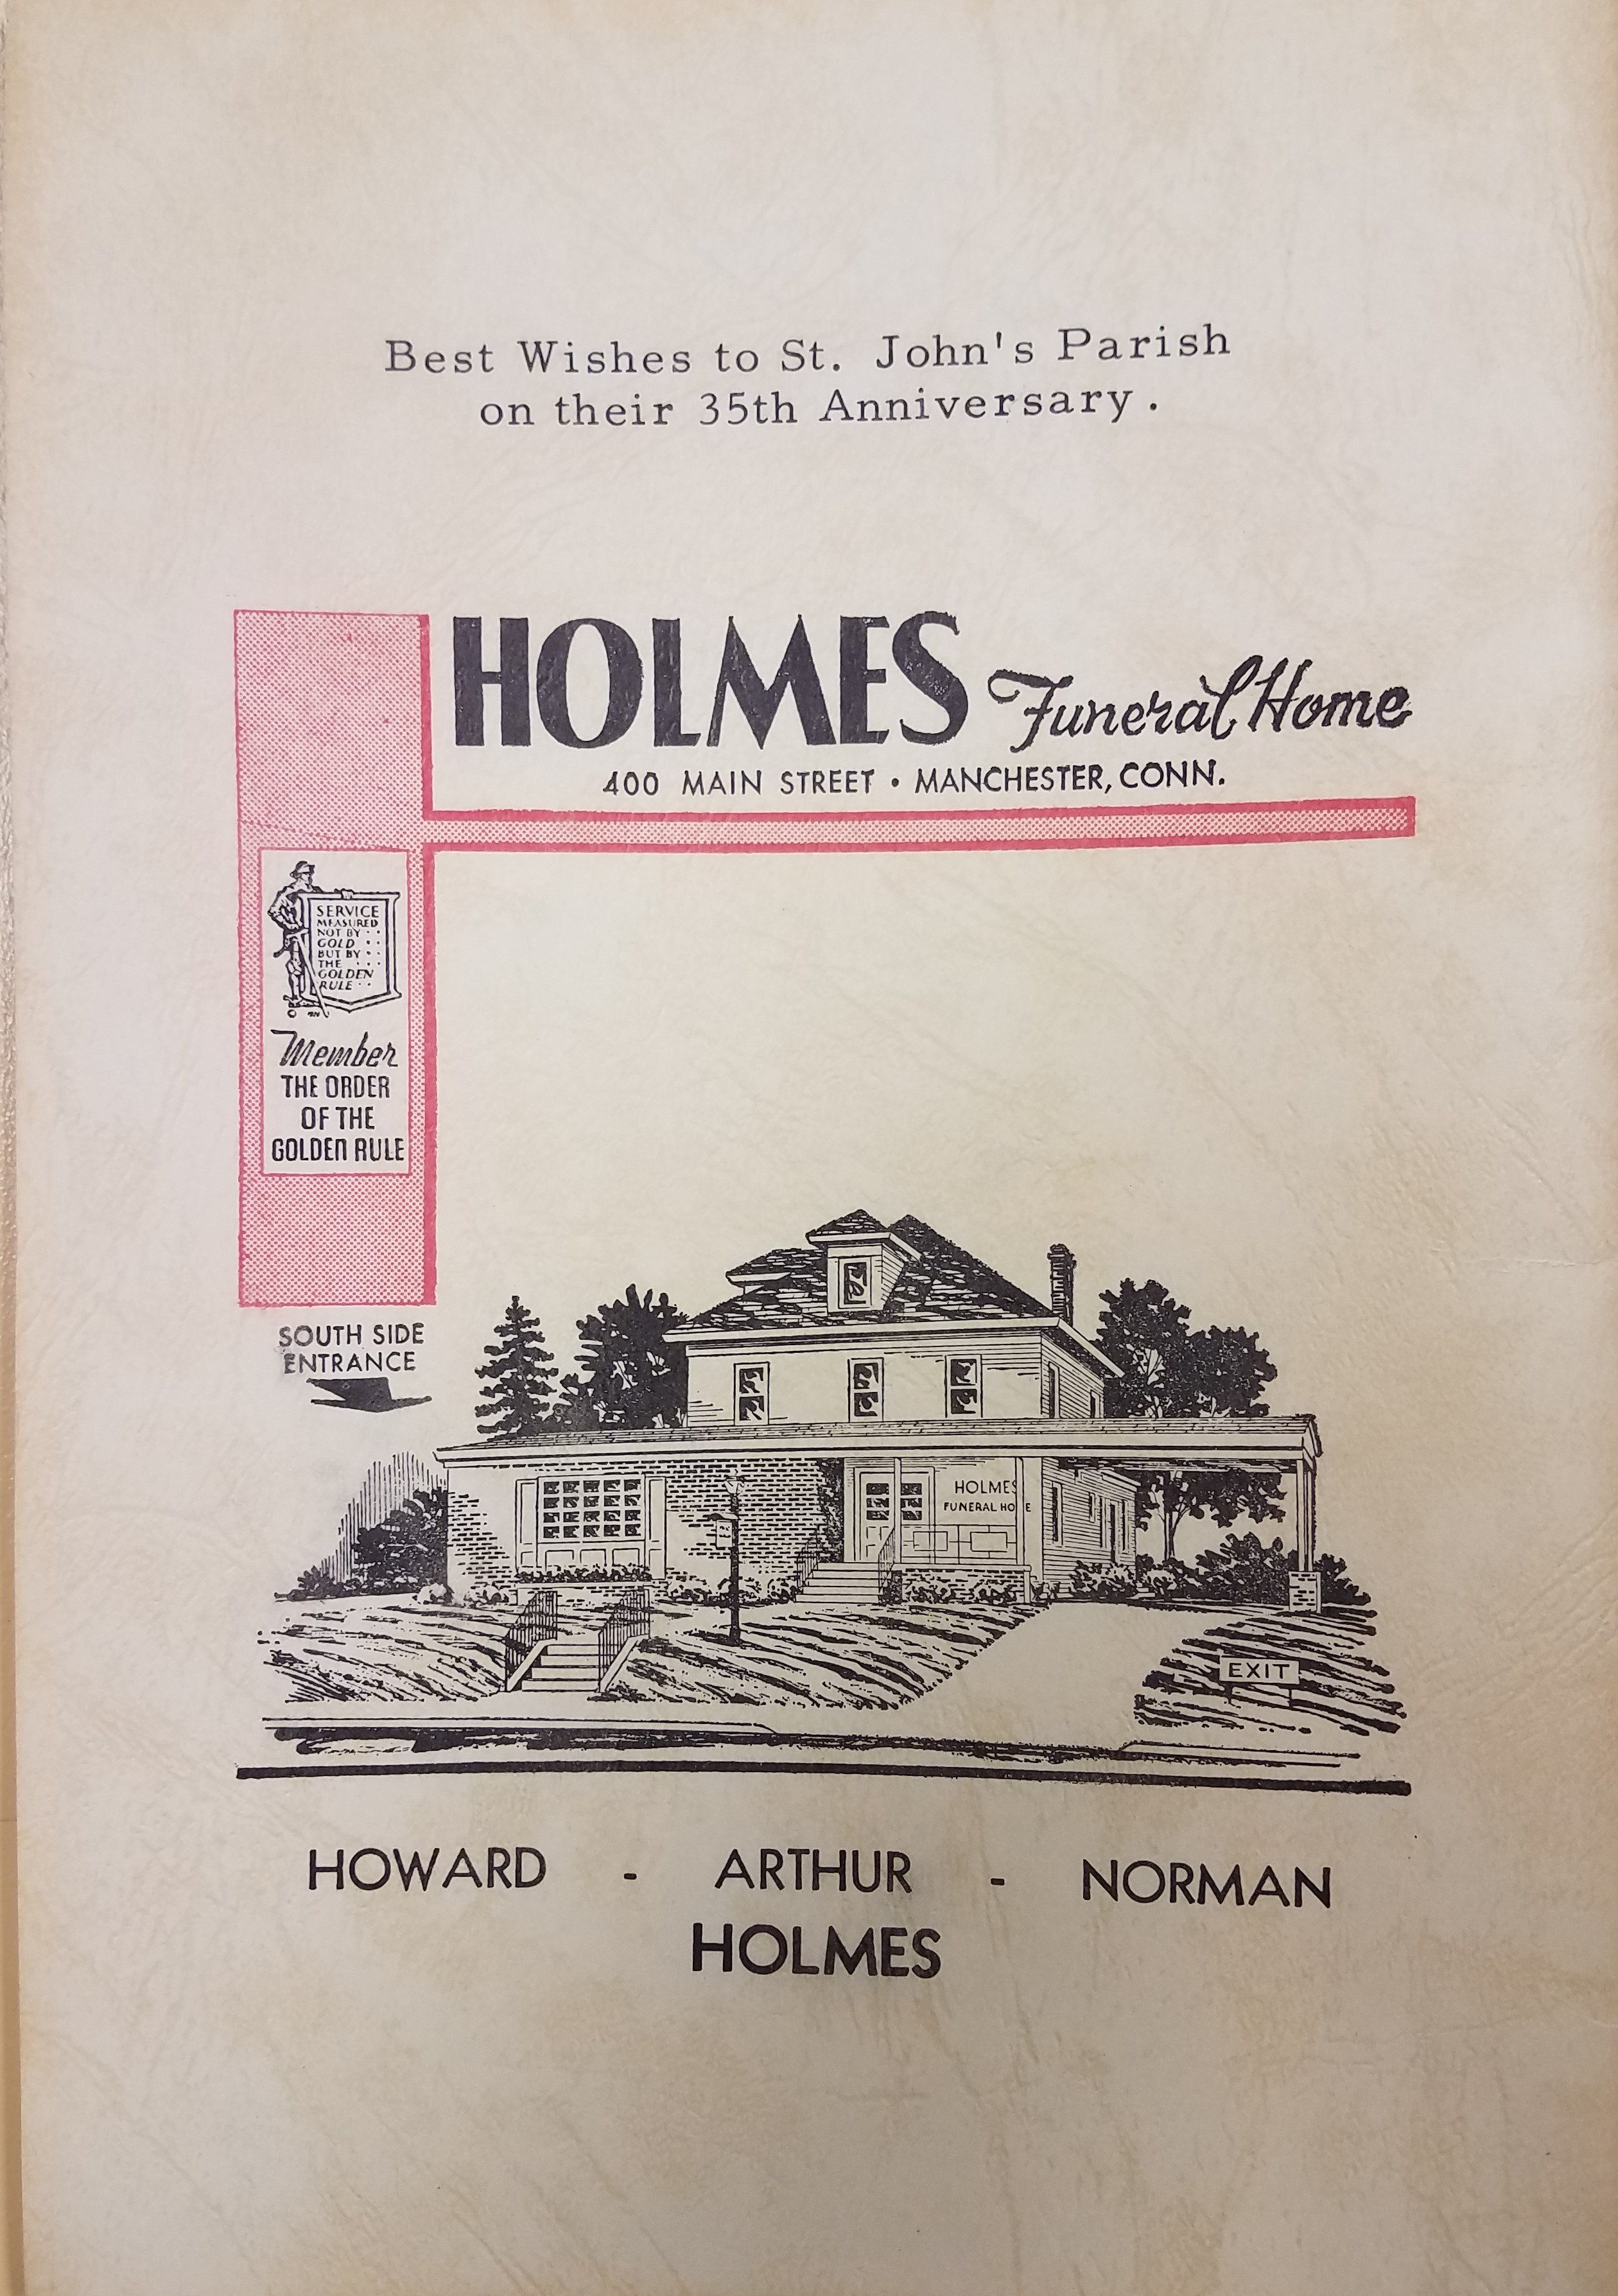 Best Wishes to St. John's Parish
on their 35th Anniversary.
HOLMES Funeral Home
400 MAIN STREET • MANCHESTER, CONN.
SERVICE
MEASURED
NOT BY · ·
GOLD · ·
BUT BY · ·
THE · · ·
GOLDEN
RULE · ·
Member
THE ORDER
OF THE
GOLDEN RULE
SOUTH SIDE
ENTRANCE
HOLMES
FUNERAL HO E
EXIT
HOWARD - ARTHUR - NORMAN
HOLMES